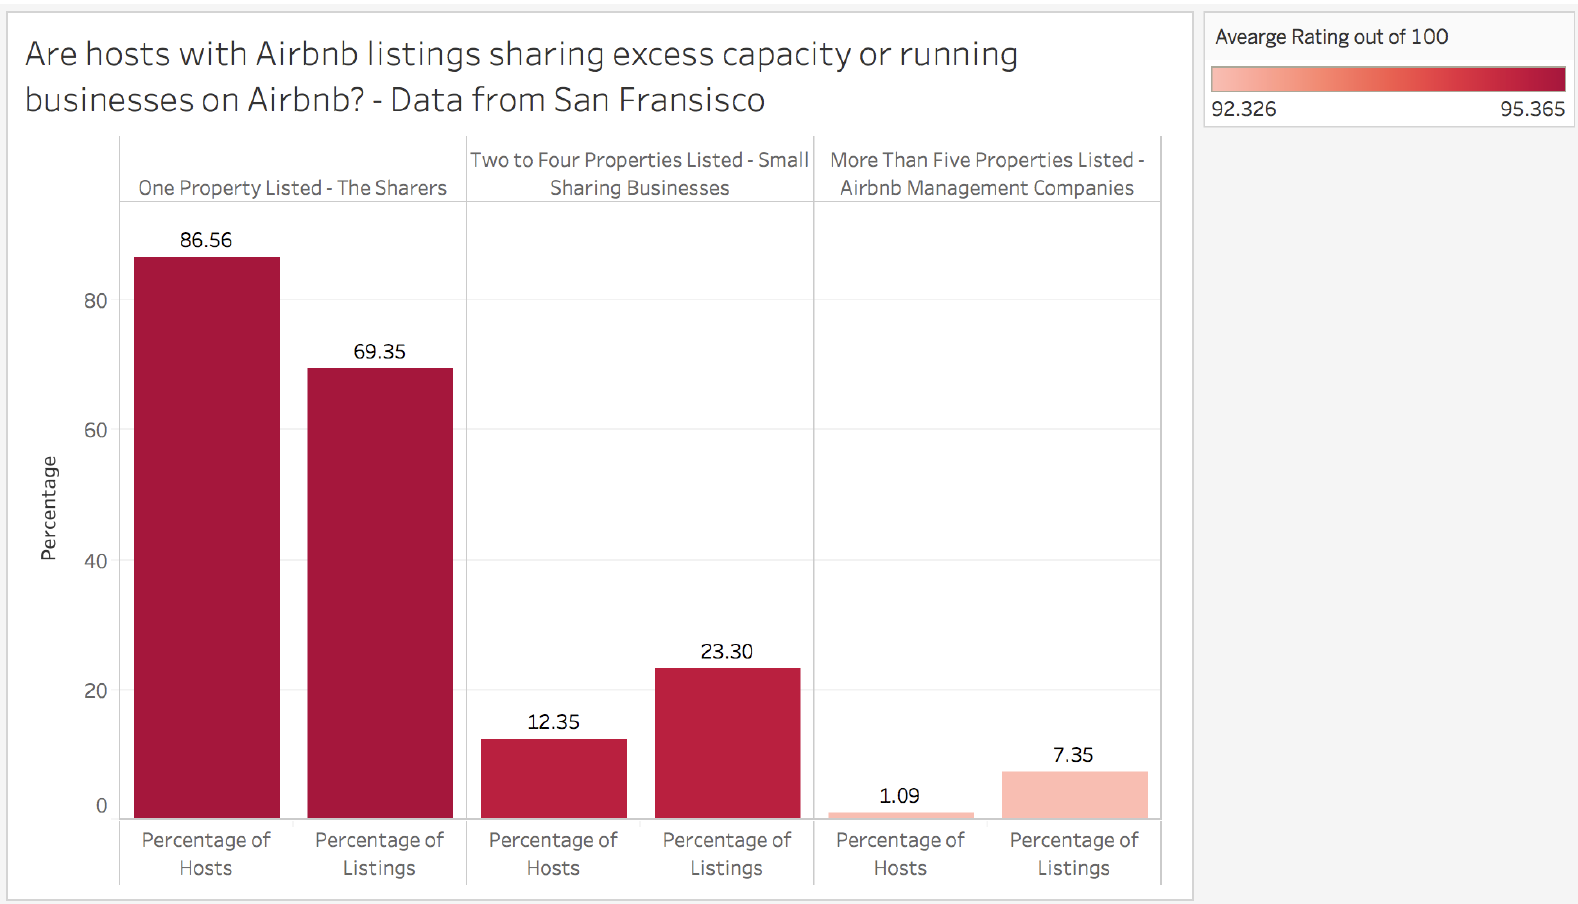 Are hosts with Airbnb listings sharing excess capacity or running
businesses on Airbnb? - Data from San Fransisco
Avearge Rating out of 100
92.326 95.365
One Property Listed - The Sharers
Two to Four Properties Listed - Small
Sharing Businesses
More Than Five Properties Listed -
Airbnb Management Companies
Percentage
80
60
40
20
0
86.56
69.35
12.35
23.30
1.09
7.35
Percentage of
Hosts
Percentage of
Listings
Percentage of
Hosts
Percentage of
Listings
Percentage of
Hosts
Percentage of
Listings